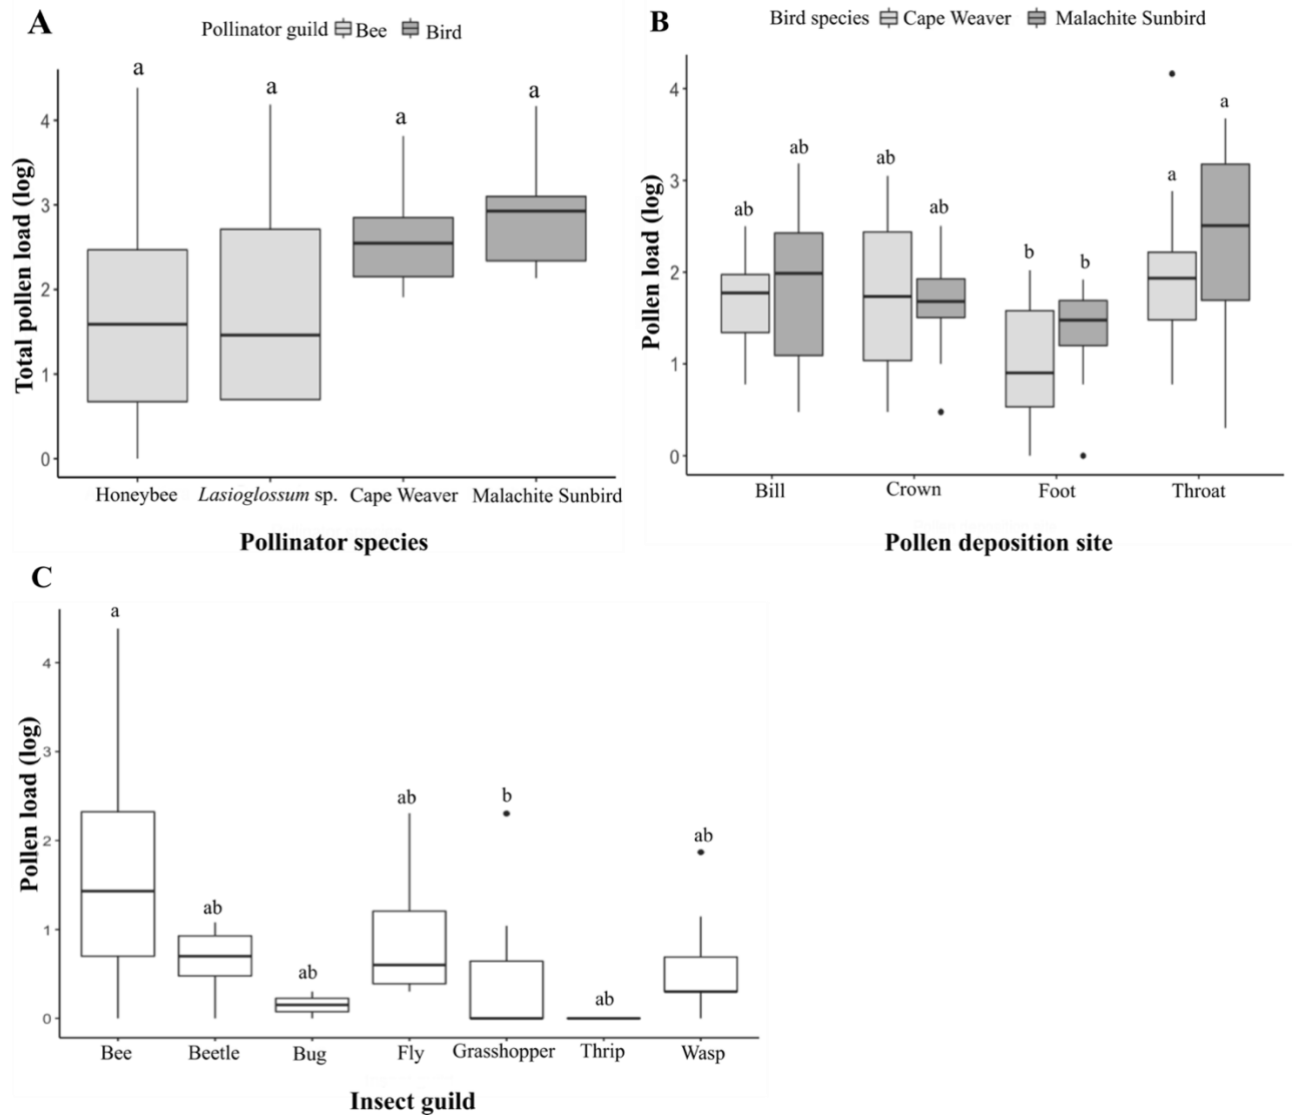 A
Pollinator guild Bee Bird
a a a a
Total pollen load (log)
4
3
2
1
0
Honeybee Lasioglossum sp. Cape Weaver Malachite Sunbird
Pollinator species
B
Bird species Cape Weaver Malachite Sunbird
ab ab ab ab b b a a
Pollen load (log)
4
3
2
1
0
Bill Crown Foot Throat
Pollen deposition site
C
a ab ab ab b ab ab
Pollen load (log)
4
3
2
1
0
Bee Beetle Bug Fly Grasshopper Thrip Wasp
Insect guild